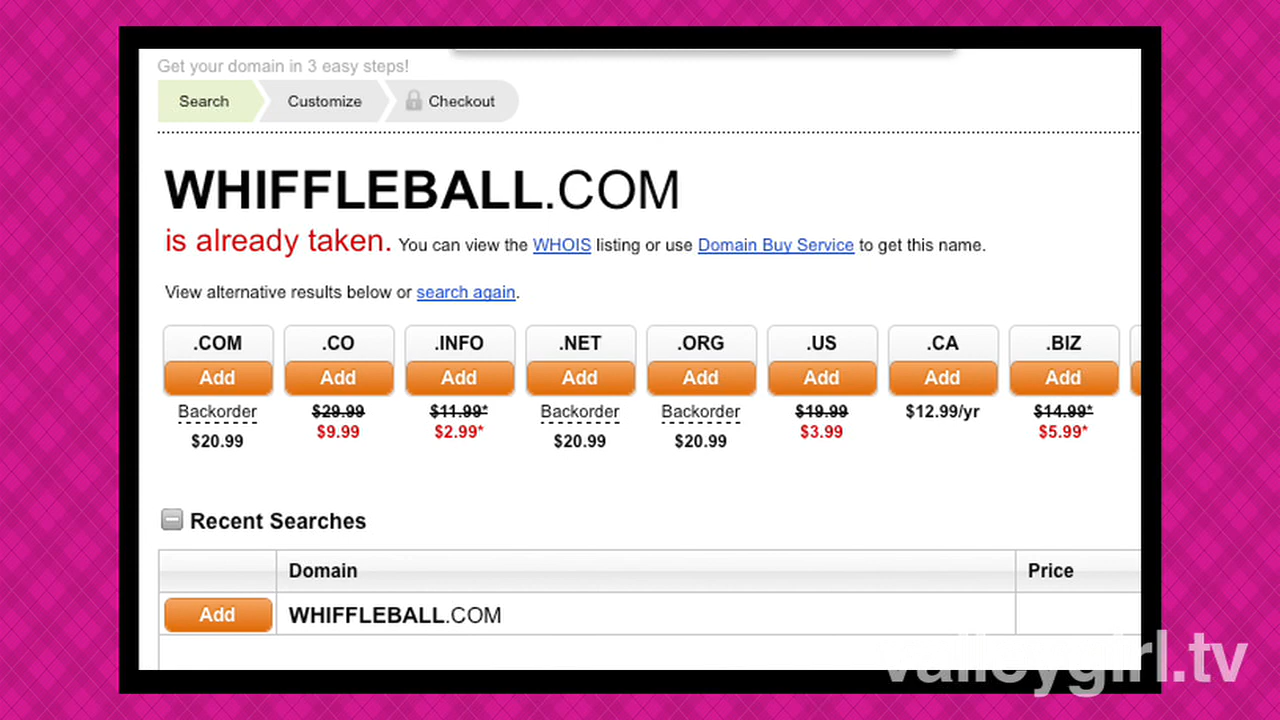 Get your domain in 3 easy steps!
Search Customize Checkout
WHIFFLEBALL.COM
is already taken. You can view the WHOIS listing or use Domain Buy Service to get this name.
View alternative results below or search again.
.COM .CO .INFO .NET .ORG .US .CA .BIZ
Add Add Add Add Add Add Add Add
Backorder $29.99 $11.99* Backorder Backorder $19.99 $12.99/yr $14.99*
$20.99 $9.99 $2.99* $20.99 $20.99 $3.99 $5.99*
Recent Searches
Domain Price
Add WHIFFLEBALL.COM
valleygirl.tv